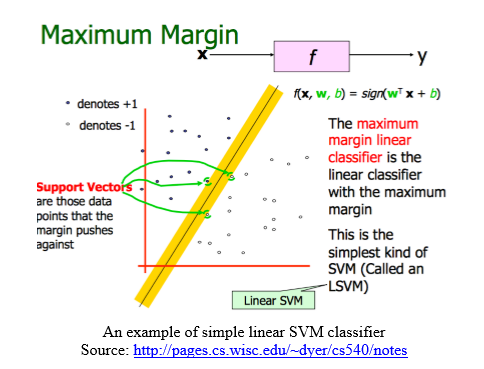 Maximum Margin
x
f
y
f(x, w, b) = sign(wᵀ x + b)
denotes +1
denotes -1
The maximum
margin linear
classifier is the
linear classifier
with the maximum
margin
Support Vectors
are those data
points that the
margin pushes
against
This is the
simplest kind of
SVM (Called an
LSVM)
Linear SVM
An example of simple linear SVM classifier
Source: http://pages.cs.wisc.edu/~dyer/cs540/notes